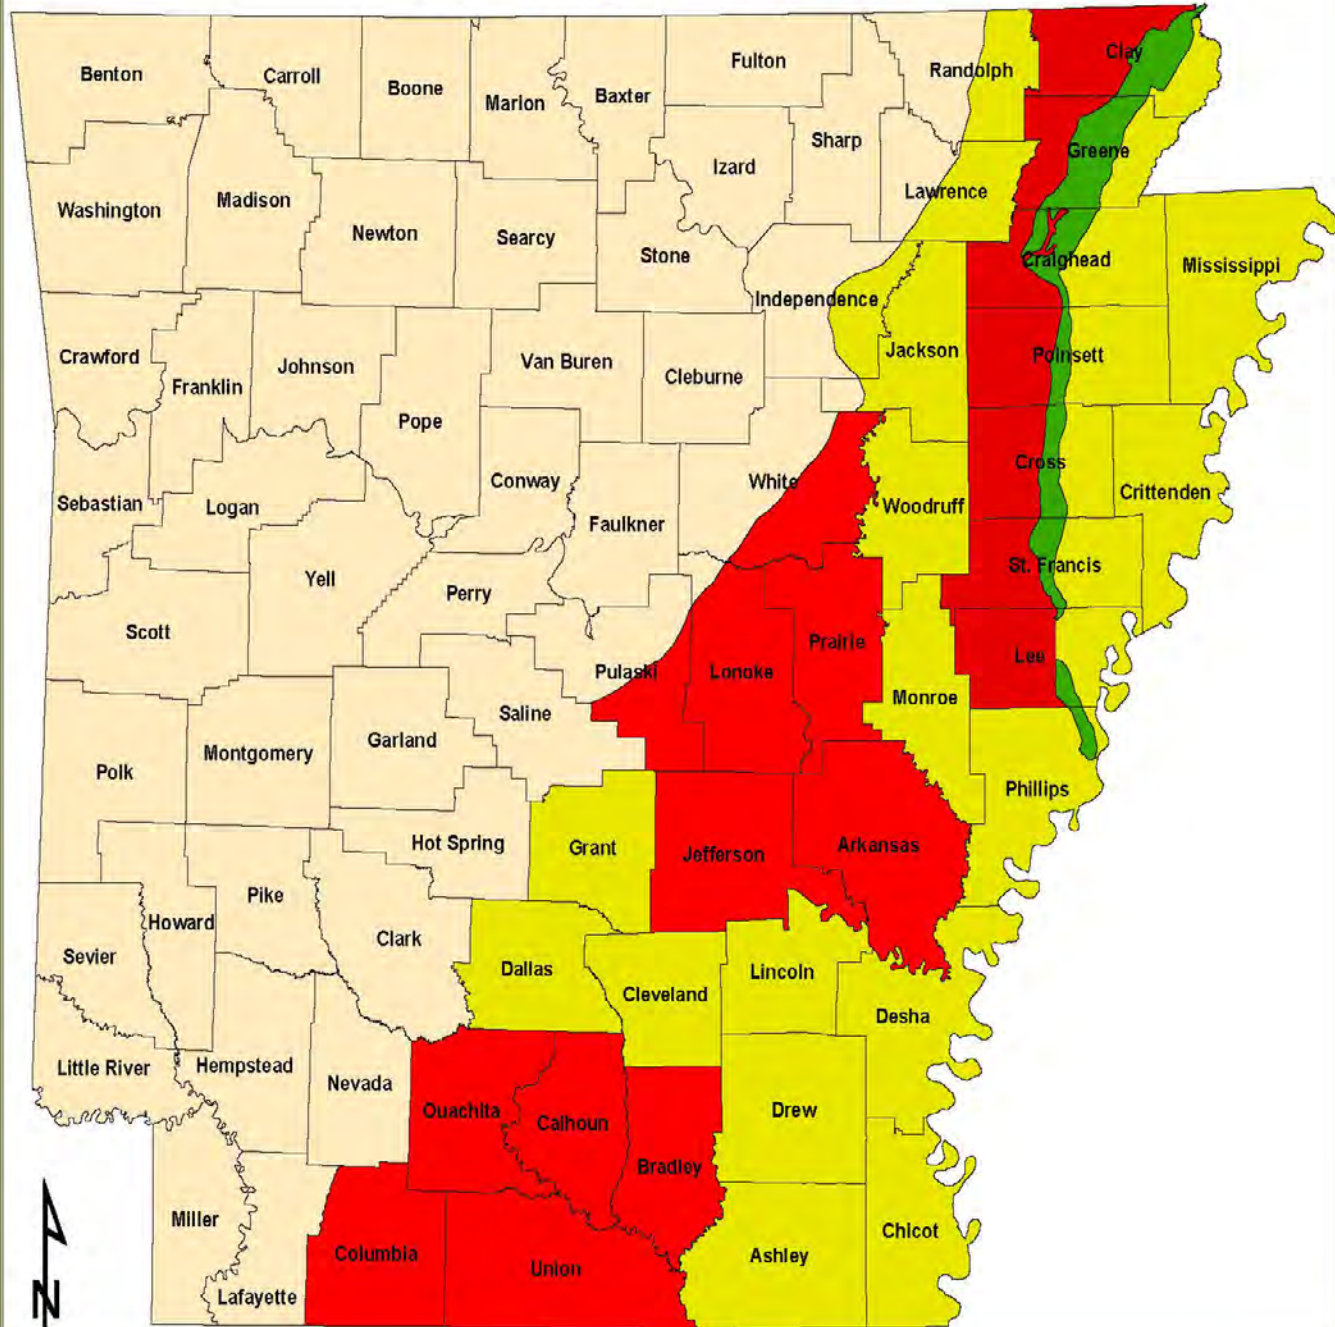 Benton
Carroll
Boone
Marion
Baxter
Fulton
Randolph
Clay
Sharp
Izard
Greene
Lawrence
Washington
Madison
Newton
Searcy
Stone
Craighead
Mississippi
Independence
Jackson
Poinsett
Crawford
Franklin
Johnson
Van Buren
Cleburne
Pope
Cross
Crittenden
Sebastian
Logan
Conway
White
Woodruff
Faulkner
Yell
Perry
St. Francis
Scott
Prairie
Lee
Pulaski
Lonoke
Monroe
Saline
Garland
Montgomery
Polk
Phillips
Hot Spring
Grant
Jefferson
Arkansas
Pike
Howard
Clark
Sevier
Dallas
Lincoln
Cleveland
Desha
Little River
Hempstead
Nevada
Ouachita
Calhoun
Drew
Bradley
Miller
Chicot
Columbia
Union
Ashley
Lafayette
N